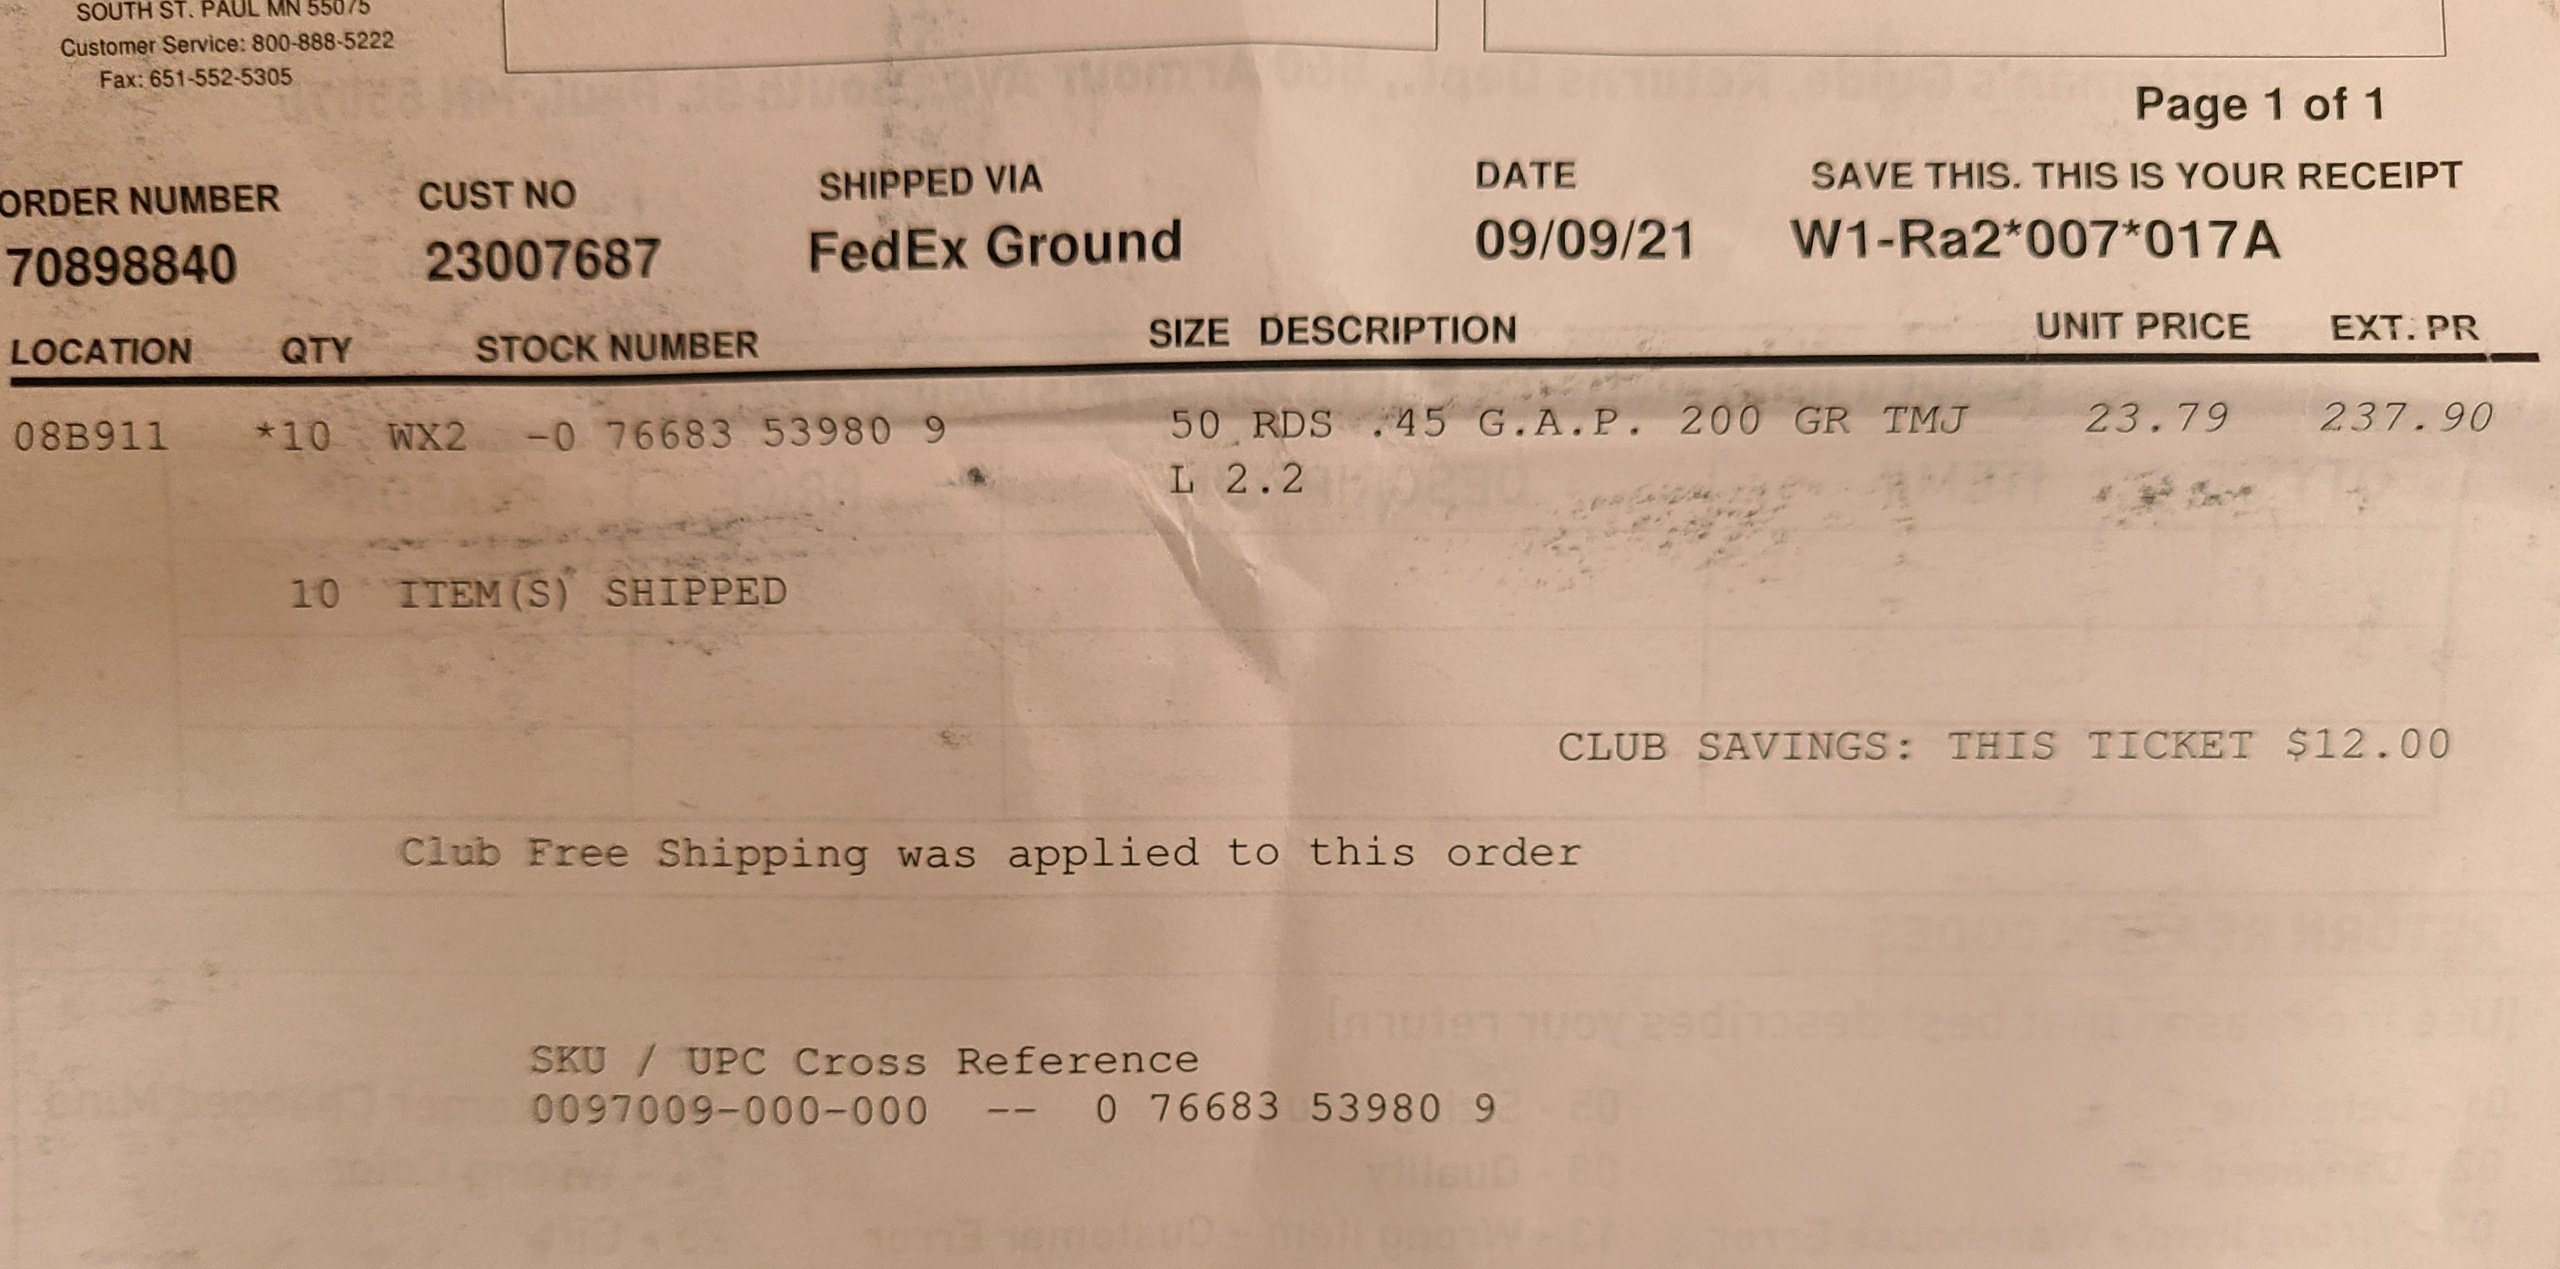 SOUTH ST. PAUL MN 55075
Customer Service: 800-888-5222
Fax: 651-552-5305
Page 1 of 1
ORDER NUMBER CUST NO SHIPPED VIA DATE SAVE THIS. THIS IS YOUR RECEIPT
70898840 23007687 FedEx Ground 09/09/21 W1-Ra2*007*017A
LOCATION QTY STOCK NUMBER SIZE DESCRIPTION UNIT PRICE EXT. PR
08B911 *10 WX2 -0 76683 53980 9 50 RDS .45 G.A.P. 200 GR TMJ 23.79 237.90
L 2.2
10 ITEM(S) SHIPPED
CLUB SAVINGS: THIS TICKET $12.00
Club Free Shipping was applied to this order
SKU / UPC Cross Reference
0097009-000-000 -- 0 76683 53980 9